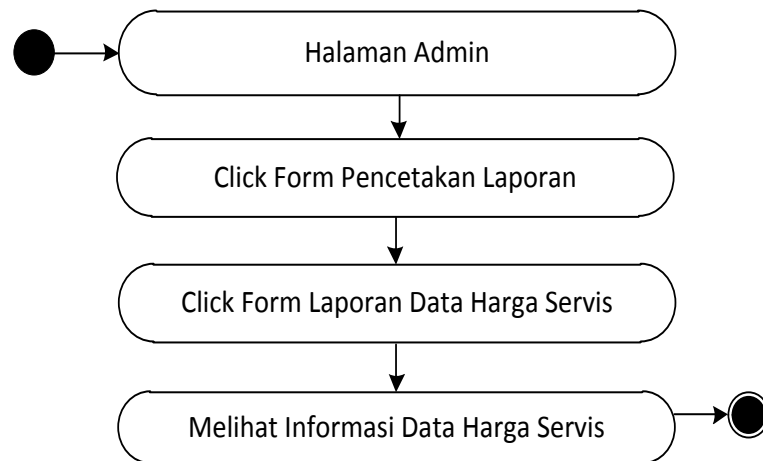 Halaman Admin
Click Form Pencetakan Laporan
Click Form Laporan Data Harga Servis
Melihat Informasi Data Harga Servis